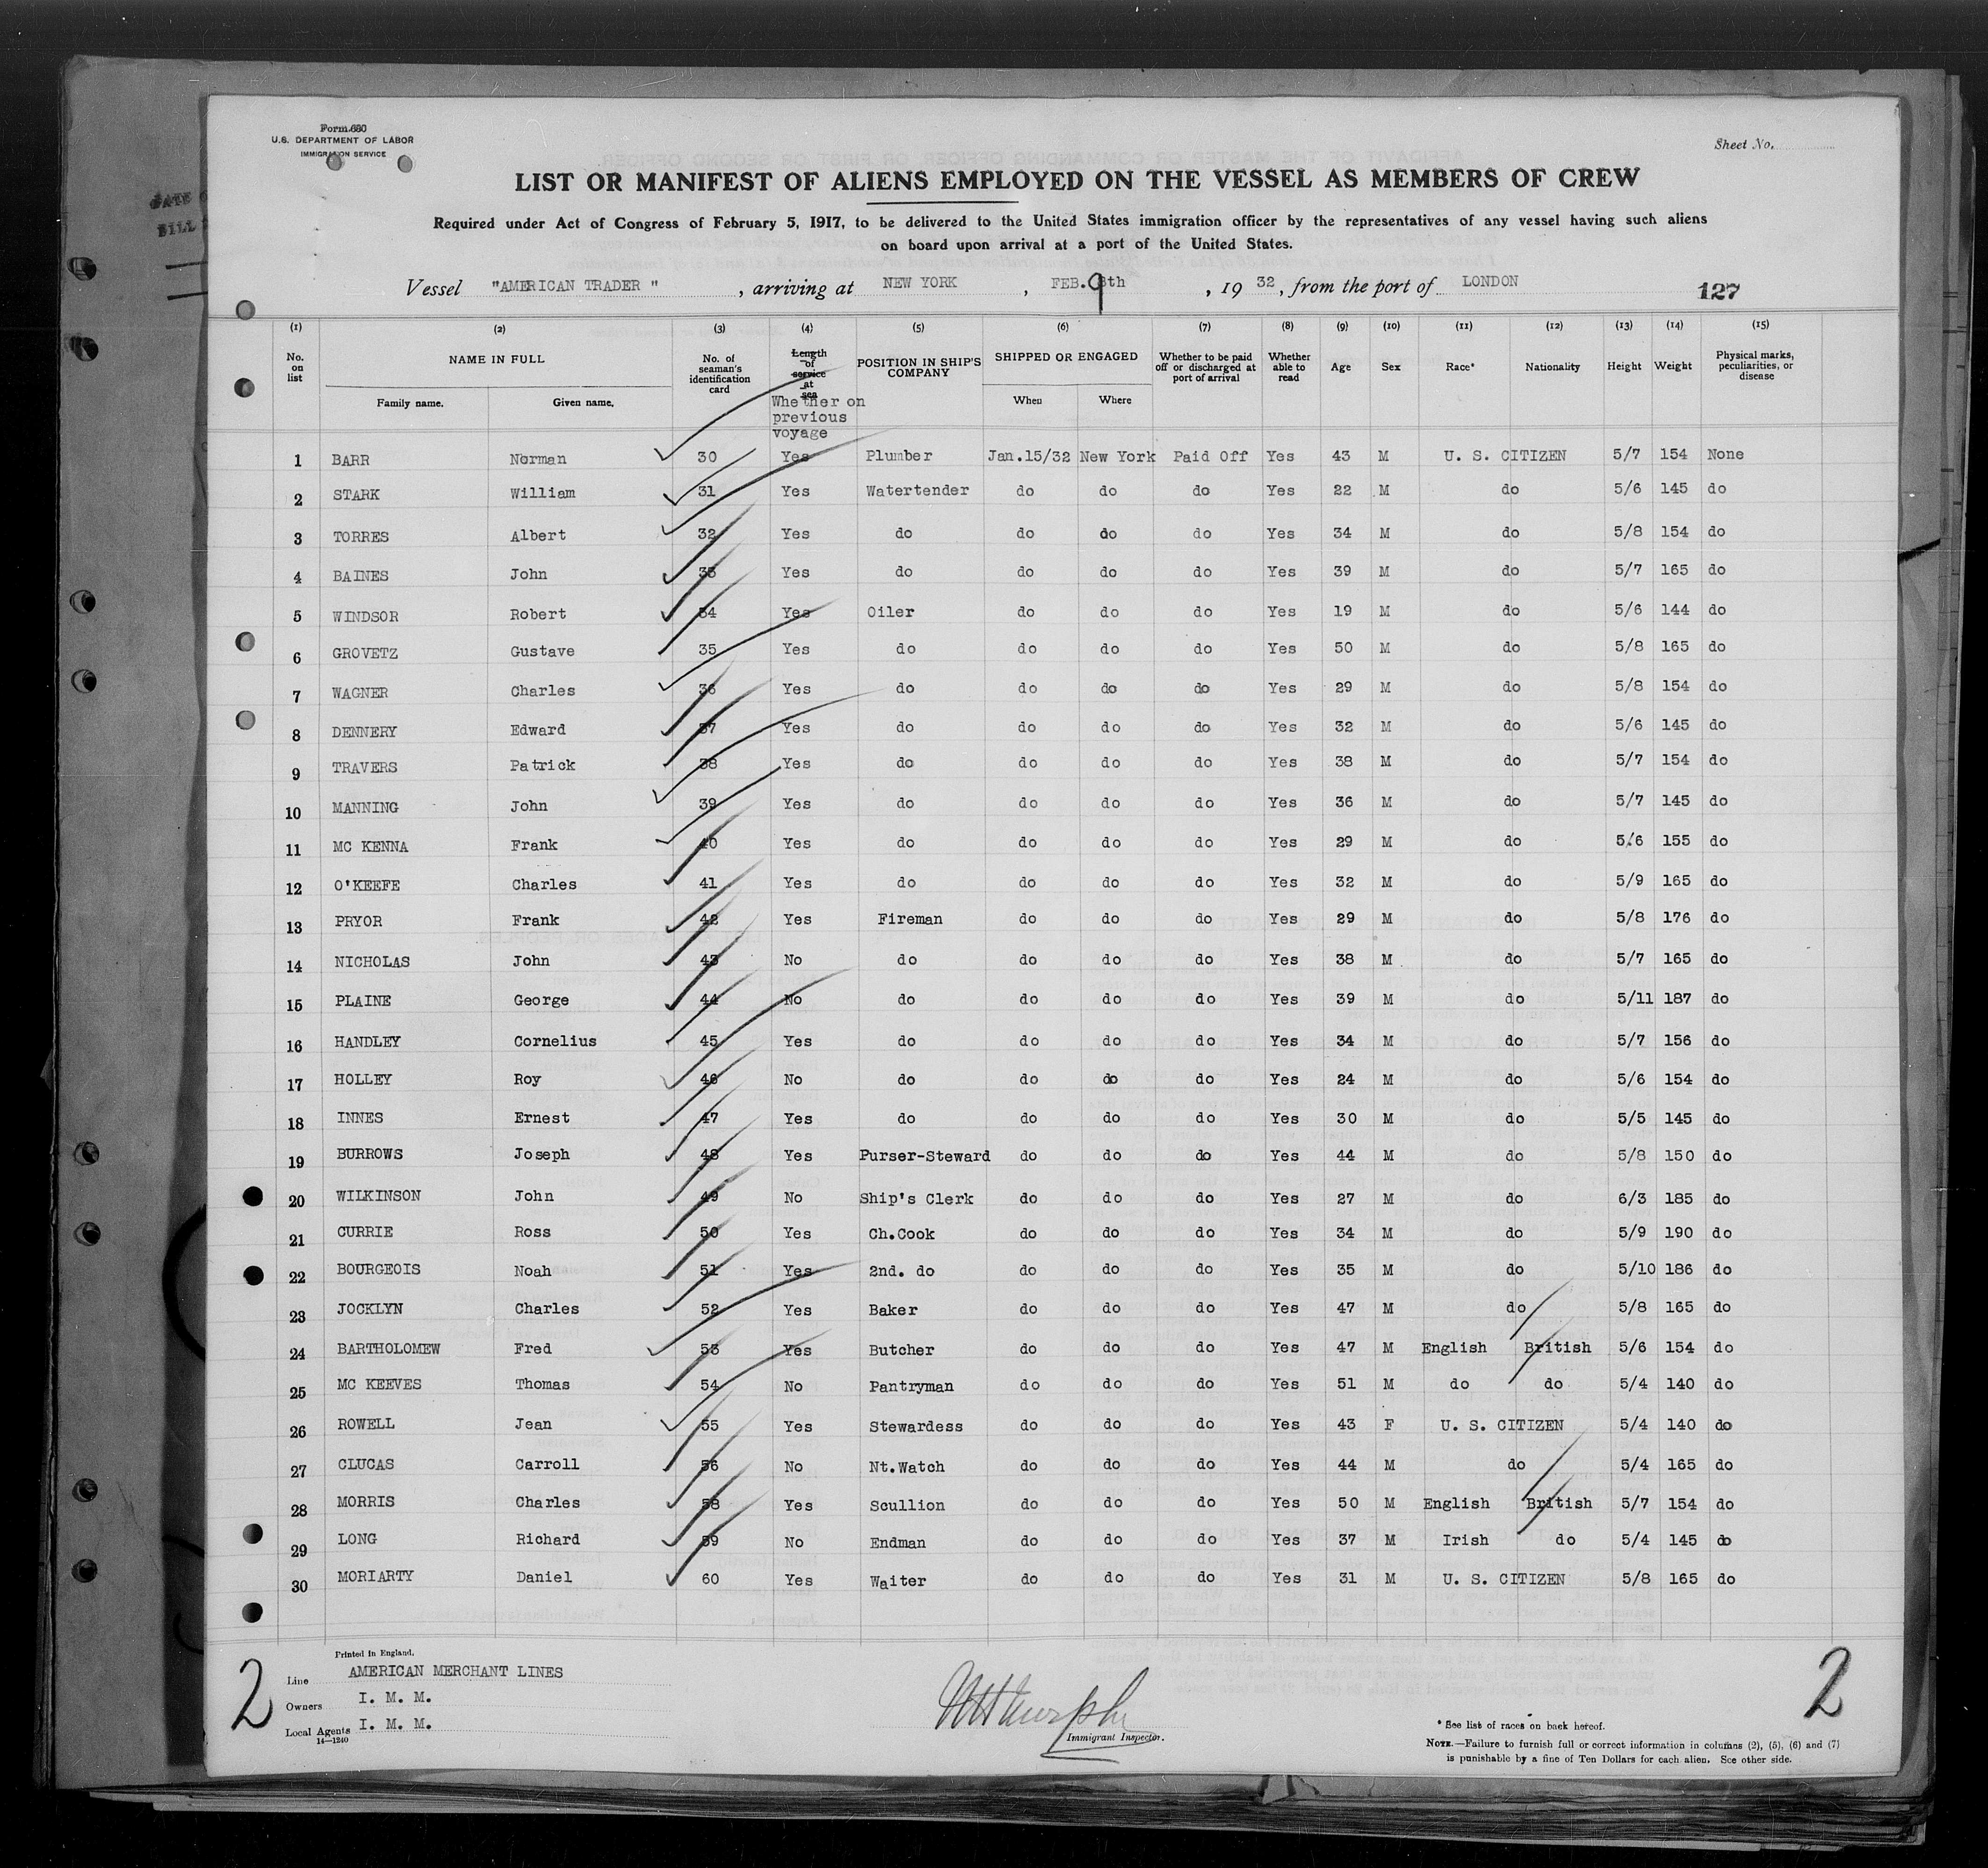 Form 680
U.S. DEPARTMENT OF LABOR
IMMIGRATION SERVICE
Sheet No.
LIST OR MANIFEST OF ALIENS EMPLOYED ON THE VESSEL AS MEMBERS OF CREW
Required under Act of Congress of February 5, 1917, to be delivered to the United States immigration officer by the representatives of any vessel having such aliens
on board upon arrival at a port of the United States.
Vessel "AMERICAN TRADER ", arriving at NEW YORK, FEB. 9th, 19 32, from the port of LONDON 127
(1) (2) (3) (4) (5) (6) (7) (8) (9) (10) (11) (12) (13) (14) (15)
No. on list NAME IN FULL Family name. Given name. No. of seaman's identification card Length of service at sea Whether on previous voyage POSITION IN SHIP'S COMPANY SHIPPED OR ENGAGED When Where Whether to be paid off or discharged at port of arrival Whether able to read Age Sex Race* Nationality Height Weight Physical marks, peculiarities, or disease
1 BARR Norman 30 Yes Plumber Jan.15/32 New York Paid Off Yes 43 M U. S. CITIZEN 5/7 154 None
2 STARK William 31 Yes Watertender do do do Yes 22 M do 5/6 145 do
3 TORRES Albert 32 Yes do do do do Yes 34 M do 5/8 154 do
4 BAINES John 33 Yes do do do do Yes 39 M do 5/7 165 do
5 WINDSOR Robert 34 Yes Oiler do do do Yes 19 M do 5/6 144 do
6 GROVETZ Gustave 35 Yes do do do do Yes 50 M do 5/8 165 do
7 WAGNER Charles 36 Yes do do do do Yes 29 M do 5/8 154 do
8 DENNERY Edward 37 Yes do do do do Yes 32 M do 5/6 145 do
9 TRAVERS Patrick 38 Yes do do do do Yes 38 M do 5/7 154 do
10 MANNING John 39 Yes do do do do Yes 36 M do 5/7 145 do
11 MC KENNA Frank 40 Yes do do do do Yes 29 M do 5/6 155 do
12 O'KEEFE Charles 41 Yes do do do do Yes 32 M do 5/9 165 do
13 PRYOR Frank 42 Yes Fireman do do do Yes 29 M do 5/8 176 do
14 NICHOLAS John 43 No do do do do Yes 38 M do 5/7 165 do
15 PLAINE George 44 No do do do do Yes 39 M do 5/11 187 do
16 HANDLEY Cornelius 45 Yes do do do do Yes 34 M do 5/7 156 do
17 HOLLEY Roy 46 No do do do do Yes 24 M do 5/6 154 do
18 INNES Ernest 47 Yes do do do do Yes 30 M do 5/5 145 do
19 BURROWS Joseph 48 Yes Purser-Steward do do do Yes 44 M do 5/8 150 do
20 WILKINSON John 49 No Ship's Clerk do do do Yes 27 M do 6/3 185 do
21 CURRIE Ross 50 Yes Ch.Cook do do do Yes 34 M do 5/9 190 do
22 BOURGEOIS Noah 51 Yes 2nd. do do do do Yes 35 M do 5/10 186 do
23 JOCKLYN Charles 52 Yes Baker do do do Yes 47 M do 5/8 165 do
24 BARTHOLOMEW Fred 53 Yes Butcher do do do Yes 47 M English British 5/6 154 do
25 MC KEEVES Thomas 54 No Pantryman do do do Yes 51 M do do 5/4 140 do
26 ROWELL Jean 55 Yes Stewardess do do do Yes 43 F U. S. CITIZEN 5/4 140 do
27 CLUCAS Carroll 56 No Nt.Watch do do do Yes 44 M do 5/4 165 do
28 MORRIS Charles 58 Yes Scullion do do do Yes 50 M English British 5/7 154 do
29 LONG Richard 59 No Endman do do do Yes 37 M Irish do 5/4 145 do
30 MORIARTY Daniel 60 Yes Waiter do do do Yes 31 M U. S. CITIZEN 5/8 165 do
Printed in England.
2 Line AMERICAN MERCHANT LINES 2
Owners I. M. M.
Local Agents I. M. M.
14—1240
Immigrant Inspector.
* See list of races on back hereof.
NOTE.—Failure to furnish full or correct information in columns (2), (5), (6) and (7)
is punishable by a fine of Ten Dollars for each alien. See other side.